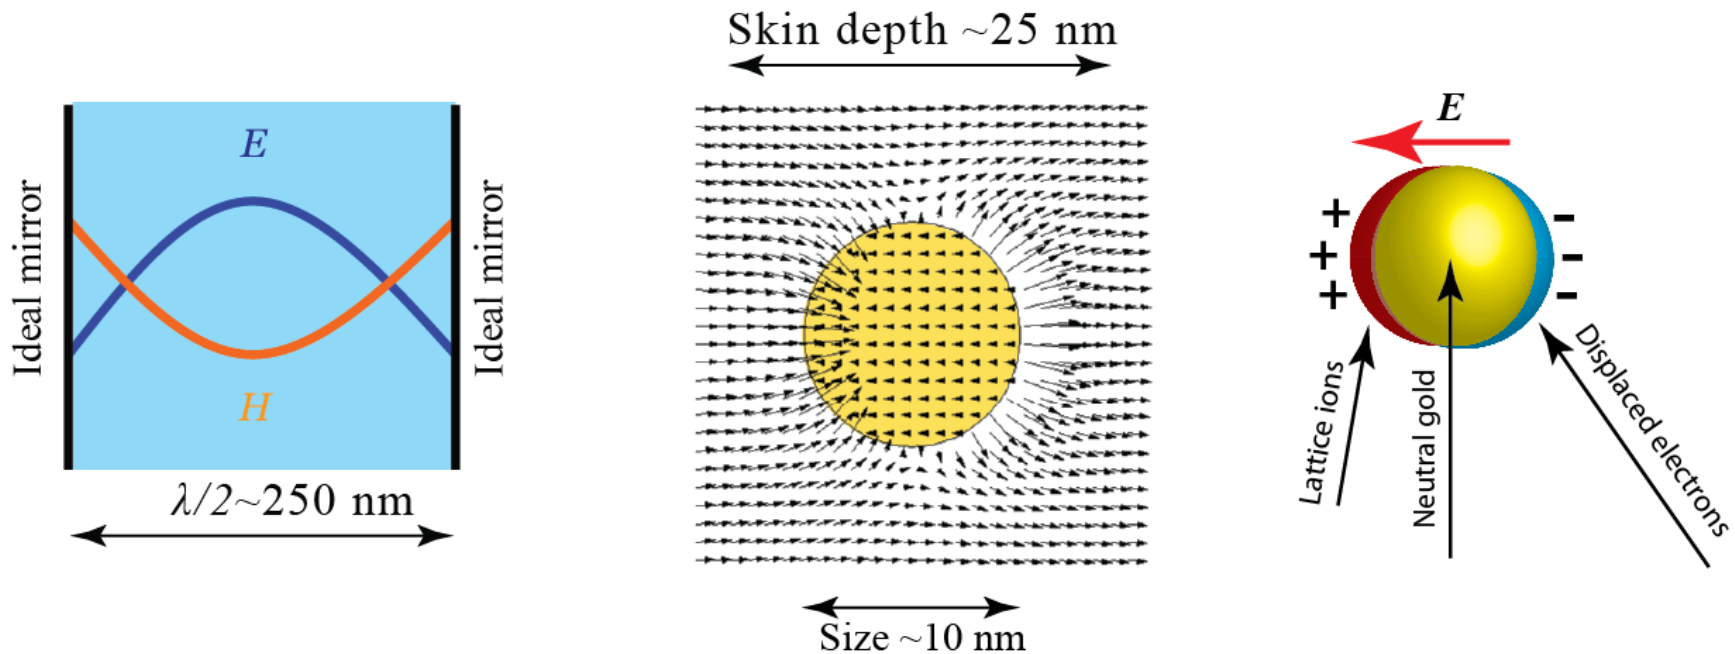 Ideal mirror
E
H
Ideal mirror
λ/2~250 nm
Skin depth ~25 nm
Size ~10 nm
E
+
+
+
-
-
-
Lattice ions
Neutral gold
Displaced electrons